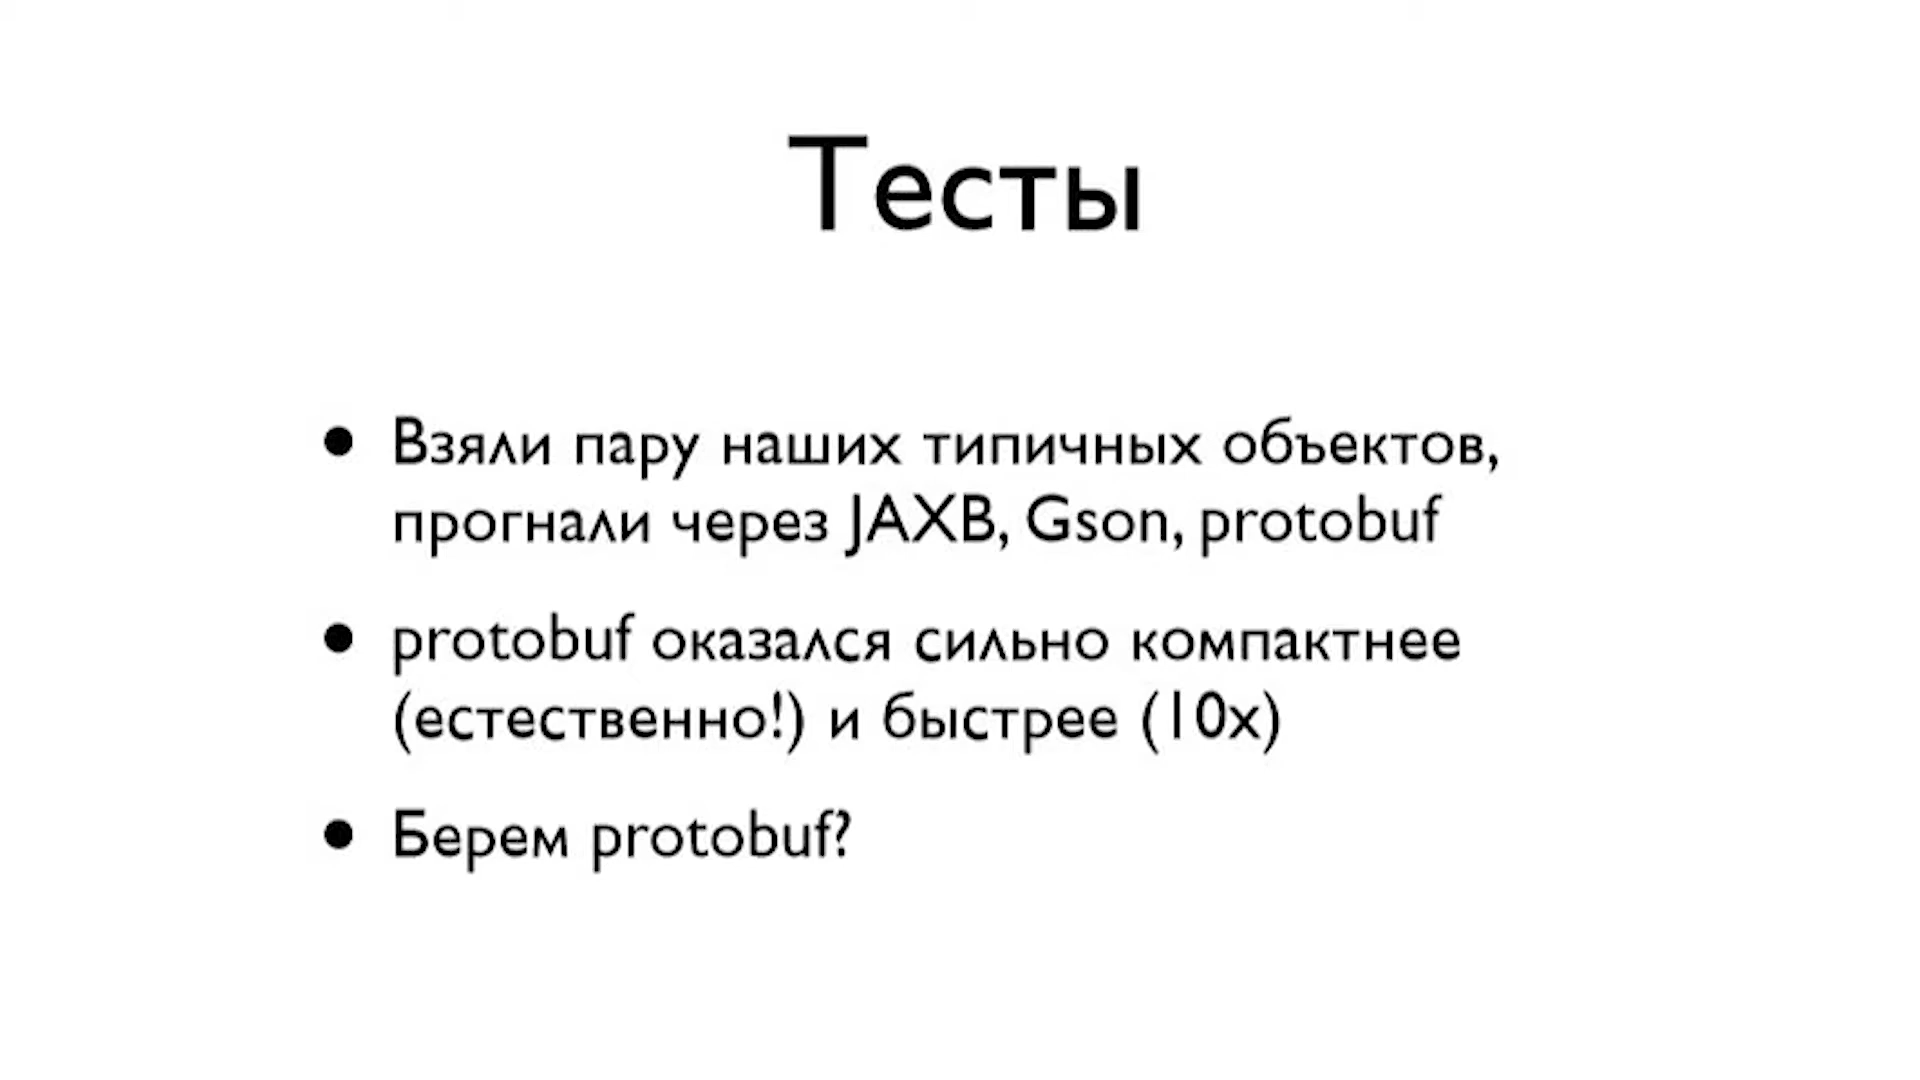 Тесты
• Взяли пару наших типичных объектов,
прогнали через JAXB, Gson, protobuf
• protobuf оказался сильно компактнее
(естественно!) и быстрее (10x)
• Берем protobuf?